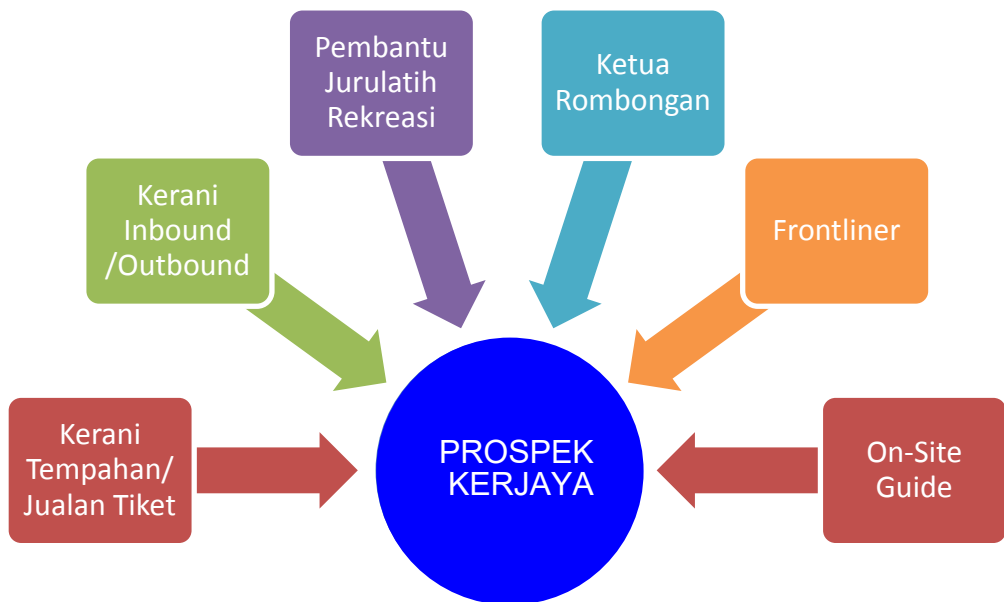 Pembantu
Jurulatih
Rekreasi
Ketua
Rombongan
Kerani
Inbound
/Outbound
Frontliner
Kerani
Tempahan/
Jualan Tiket
PROSPEK
KERJAYA
On-Site
Guide